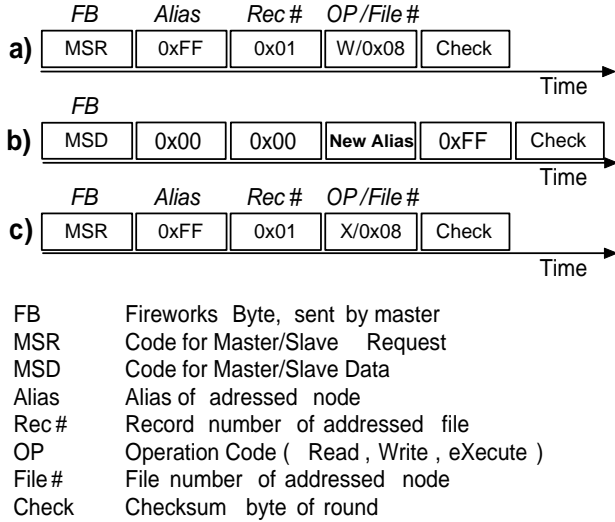 FB Alias Rec # OP/File #
a) MSR 0xFF 0x01 W/0x08 Check
Time
FB
b) MSD 0x00 0x00 New Alias 0xFF Check
Time
FB Alias Rec # OP/File #
c) MSR 0xFF 0x01 X/0x08 Check
Time
FB Fireworks Byte, sent by master
MSR Code for Master/Slave Request
MSD Code for Master/Slave Data
Alias Alias of adressed node
Rec # Record number of addressed file
OP Operation Code ( Read , Write , eXecute )
File # File number of addressed node
Check Checksum byte of round